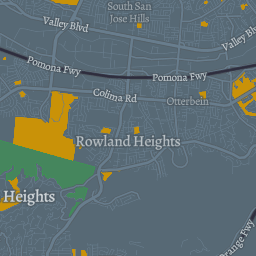 South San
Jose Hills
Valley Blvd
Valley Blv
Pomona Fwy
Pomona Fwy
Colima Rd
Otterbein
Rowland Heights
Heights
Orange Fwy